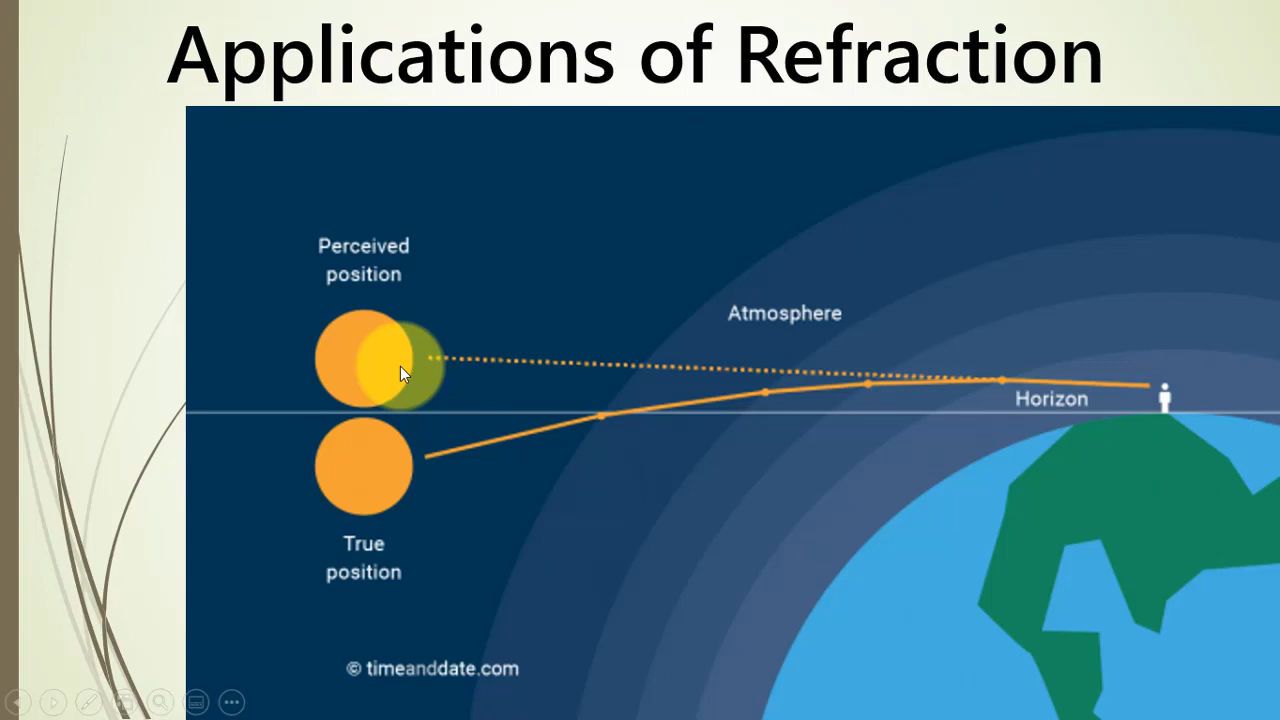 Applications of Refraction
Perceived
position
Atmosphere
Horizon
True
position
© timeanddate.com